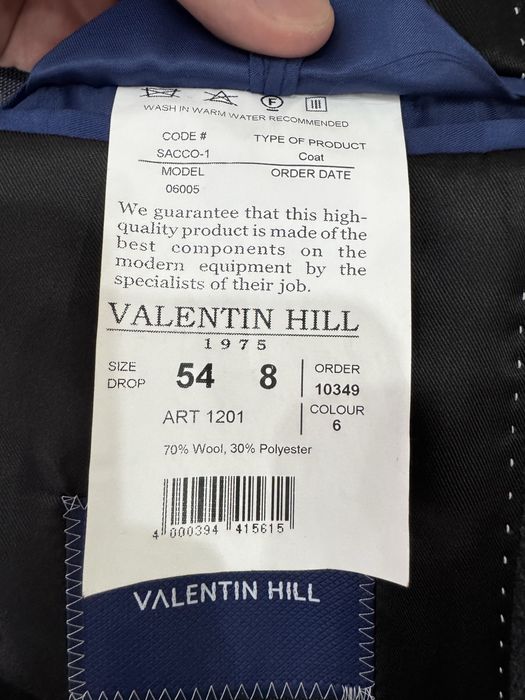 F
WASH IN WARM WATER RECOMMENDED
CODE # TYPE OF PRODUCT
SACCO-1 Coat
MODEL ORDER DATE
06005
We guarantee that this high-
quality product is made of the
best components on the
modern equipment by the
specialists of their job.
VALENTIN HILL
1975
SIZE 54 8 ORDER
DROP 10349
ART 1201 COLOUR
6
70% Wool, 30% Polyester
4 000394 415615
VALENTIN HILL